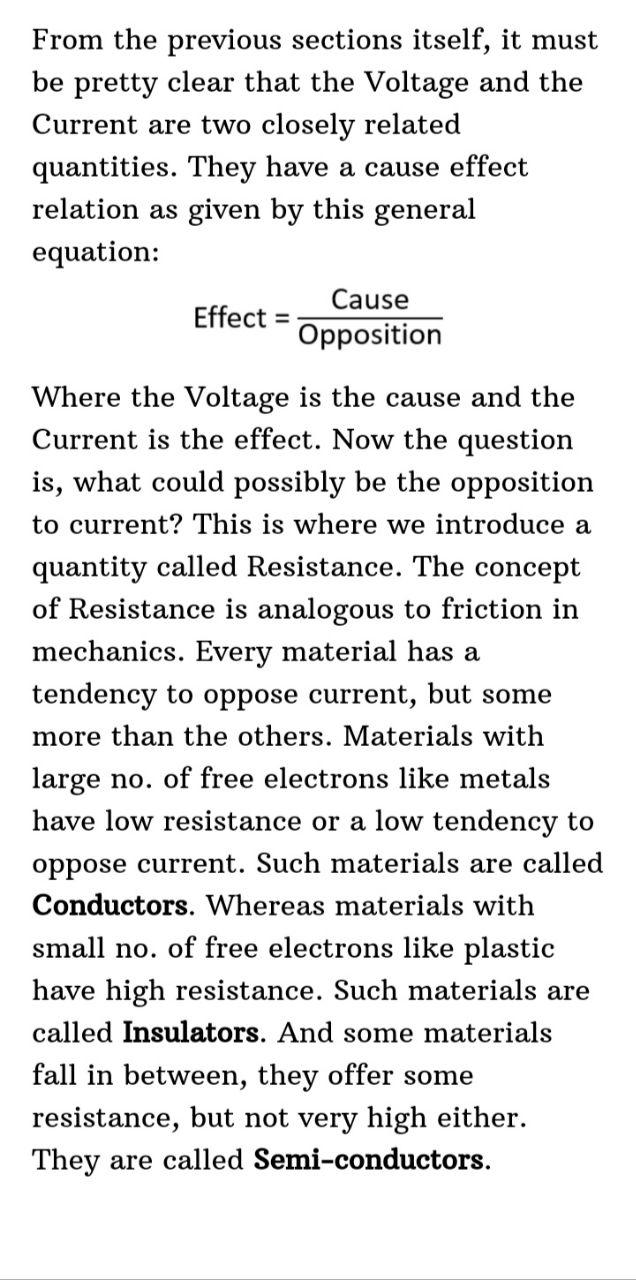 From the previous sections itself, it must
be pretty clear that the Voltage and the
Current are two closely related
quantities. They have a cause effect
relation as given by this general
equation:
Effect = Cause
Opposition
Where the Voltage is the cause and the
Current is the effect. Now the question
is, what could possibly be the opposition
to current? This is where we introduce a
quantity called Resistance. The concept
of Resistance is analogous to friction in
mechanics. Every material has a
tendency to oppose current, but some
more than the others. Materials with
large no. of free electrons like metals
have low resistance or a low tendency to
oppose current. Such materials are called
Conductors. Whereas materials with
small no. of free electrons like plastic
have high resistance. Such materials are
called Insulators. And some materials
fall in between, they offer some
resistance, but not very high either.
They are called Semi-conductors.